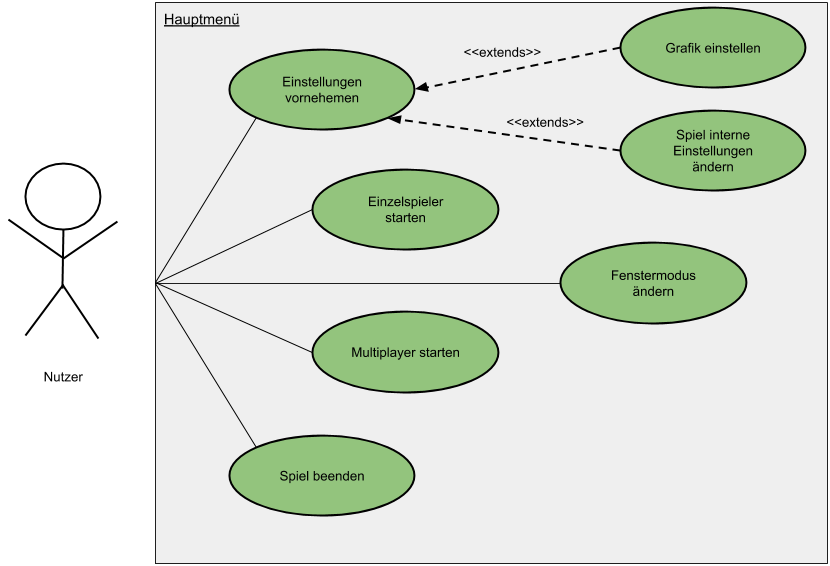 Hauptmenü
Grafik einstellen
<<extends>>
Einstellungen
vornehemen
<<extends>>
Spiel interne
Einstellungen
ändern
Einzelspieler
starten
Fenstermodus
ändern
Multiplayer starten
Nutzer
Spiel beenden